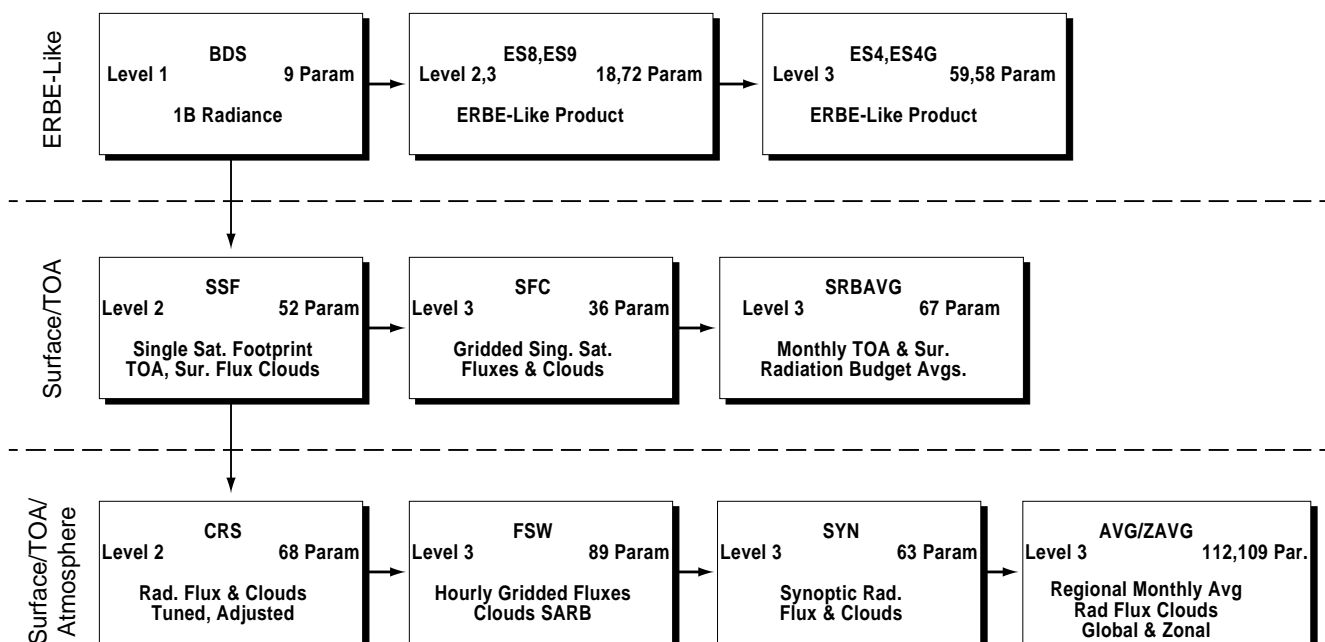 ERBE-Like
BDS
Level 1 9 Param
1B Radiance
ES8,ES9
Level 2,3 18,72 Param
ERBE-Like Product
ES4,ES4G
Level 3 59,58 Param
ERBE-Like Product
Surface/TOA
SSF
Level 2 52 Param
Single Sat. Footprint
TOA, Sur. Flux Clouds
SFC
Level 3 36 Param
Gridded Sing. Sat.
Fluxes & Clouds
SRBAVG
Level 3 67 Param
Monthly TOA & Sur.
Radiation Budget Avgs.
Surface/TOA/
Atmosphere
CRS
Level 2 68 Param
Rad. Flux & Clouds
Tuned, Adjusted
FSW
Level 3 89 Param
Hourly Gridded Fluxes
Clouds SARB
SYN
Level 3 63 Param
Synoptic Rad.
Flux & Clouds
AVG/ZAVG
Level 3 112,109 Par.
Regional Monthly Avg
Rad Flux Clouds
Global & Zonal